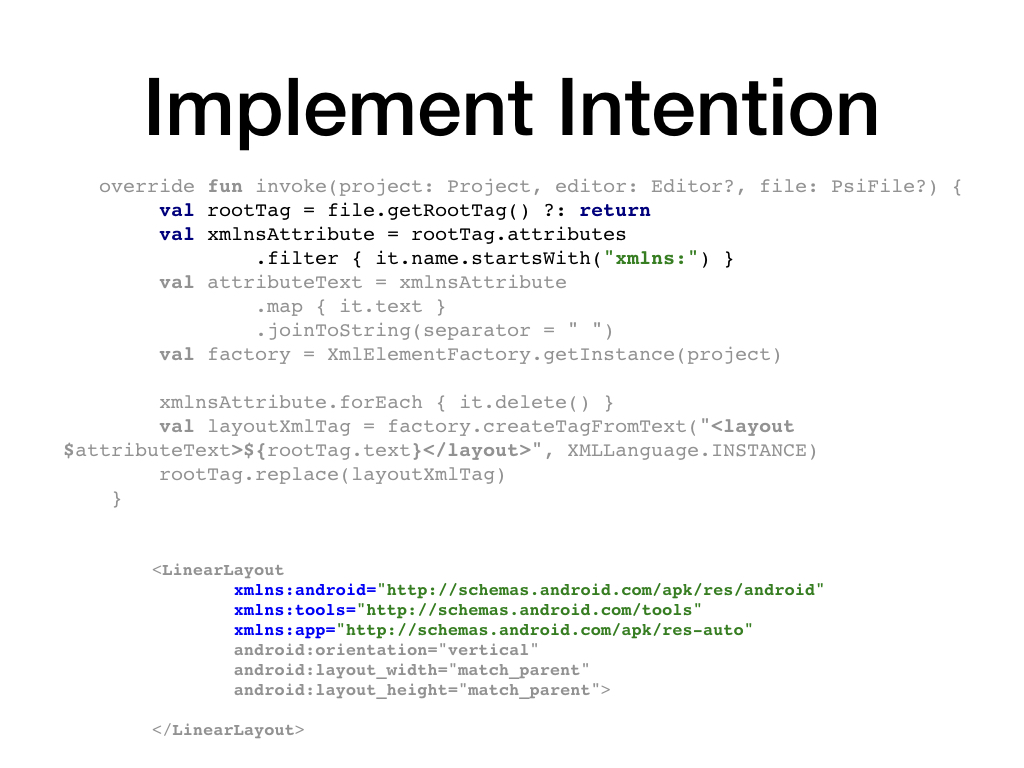 Implement Intention
override fun invoke(project: Project, editor: Editor?, file: PsiFile?) {
val rootTag = file.getRootTag() ?: return
val xmlnsAttribute = rootTag.attributes
.filter { it.name.startsWith("xmlns:") }
val attributeText = xmlnsAttribute
.map { it.text }
.joinToString(separator = " ")
val factory = XmlElementFactory.getInstance(project)
xmlnsAttribute.forEach { it.delete() }
val layoutXmlTag = factory.createTagFromText("<layout
$attributeText>${rootTag.text}</layout>", XMLLanguage.INSTANCE)
rootTag.replace(layoutXmlTag)
}
<LinearLayout
xmlns:android="http://schemas.android.com/apk/res/android"
xmlns:tools="http://schemas.android.com/tools"
xmlns:app="http://schemas.android.com/apk/res-auto"
android:orientation="vertical"
android:layout_width="match_parent"
android:layout_height="match_parent">
</LinearLayout>